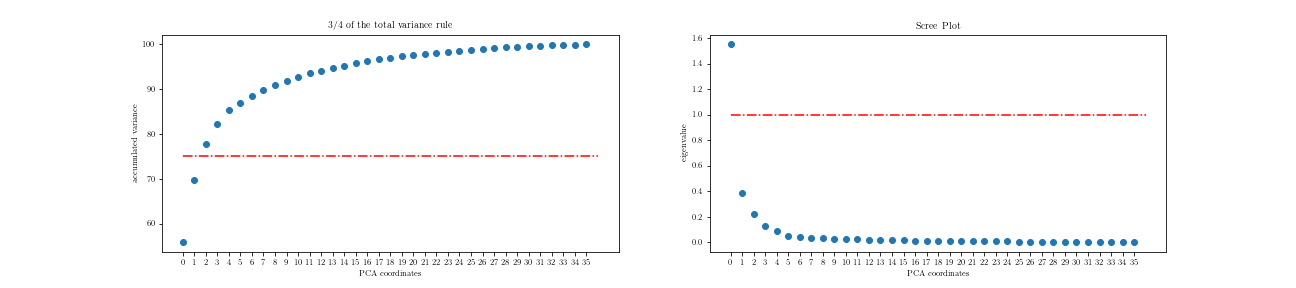 3/4 of the total variance rule
accumulated variance
100
90
80
70
60
0 1 2 3 4 5 6 7 8 9 10 11 12 13 14 15 16 17 18 19 20 21 22 23 24 25 26 27 28 29 30 31 32 33 34 35
PCA coordinates
Scree Plot
eigenvalue
1.6
1.4
1.2
1.0
0.8
0.6
0.4
0.2
0.0
0 1 2 3 4 5 6 7 8 9 10 11 12 13 14 15 16 17 18 19 20 21 22 23 24 25 26 27 28 29 30 31 32 33 34 35
PCA coordinates